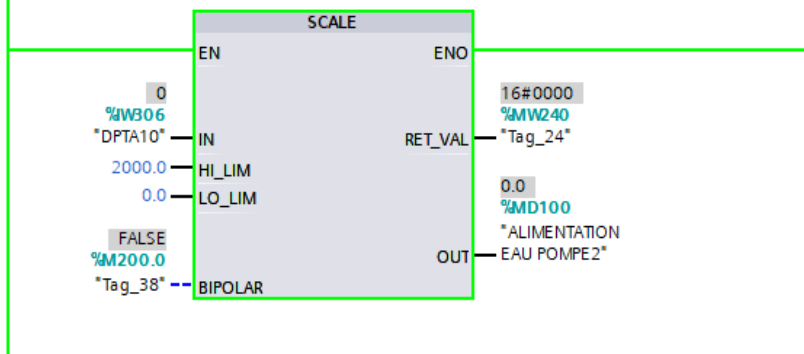 SCALE
EN ENO
0
%IW306
"DPTA10" IN
2000.0 HI_LIM
0.0 LO_LIM
FALSE
%M200.0
"Tag_38" BIPOLAR
16#0000
%MW240
RET_VAL "Tag_24"
0.0
%MD100
"ALIMENTATION
OUT EAU POMPE2"